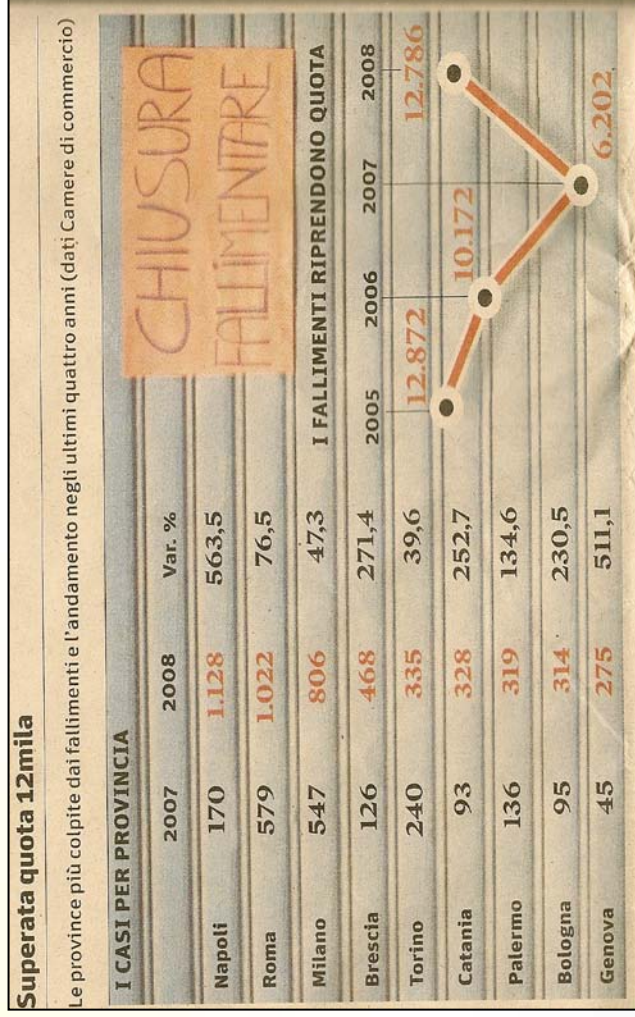 Superata quota 12mila
Le province più colpite dai fallimenti e l'andamento negli ultimi quattro anni (dati Camere di commercio)
I CASI PER PROVINCIA
2007 2008 Var. %
Napoli 170 1.128 563,5
Roma 579 1.022 76,5
Milano 547 806 47,3
Brescia 126 468 271,4
Torino 240 335 39,6
Catania 93 328 252,7
Palermo 136 319 134,6
Bologna 95 314 230,5
Genova 45 275 511,1
CHIUSURA
FALLIMENTARE
I FALLIMENTI RIPRENDONO QUOTA
2005 2006 2007 2008
12.872 12.786
10.172
6.202